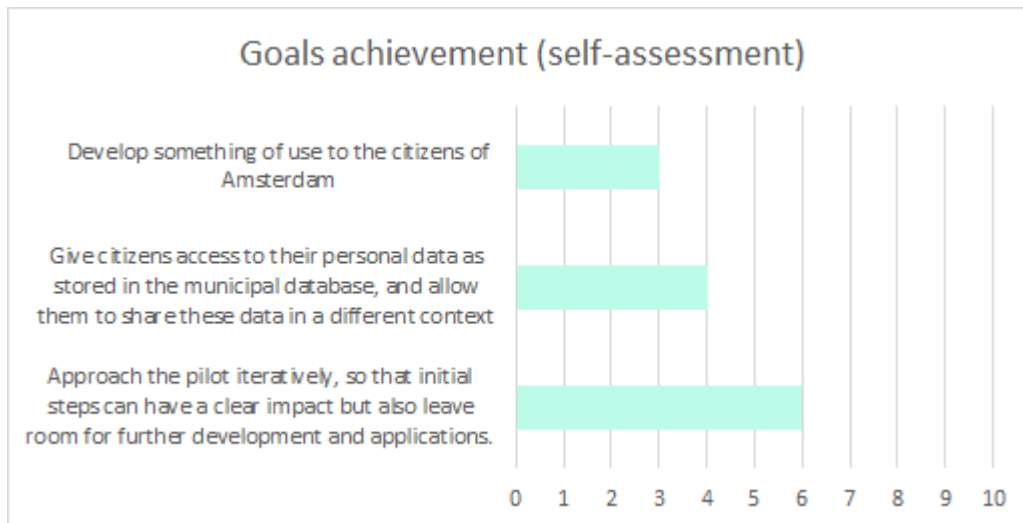 Goals achievement (self-assessment)
Develop something of use to the citizens of
Amsterdam
Give citizens access to their personal data as
stored in the municipal database, and allow
them to share these data in a different context
Approach the pilot iteratively, so that initial
steps can have a clear impact but also leave
room for further development and applications.
0 1 2 3 4 5 6 7 8 9 10